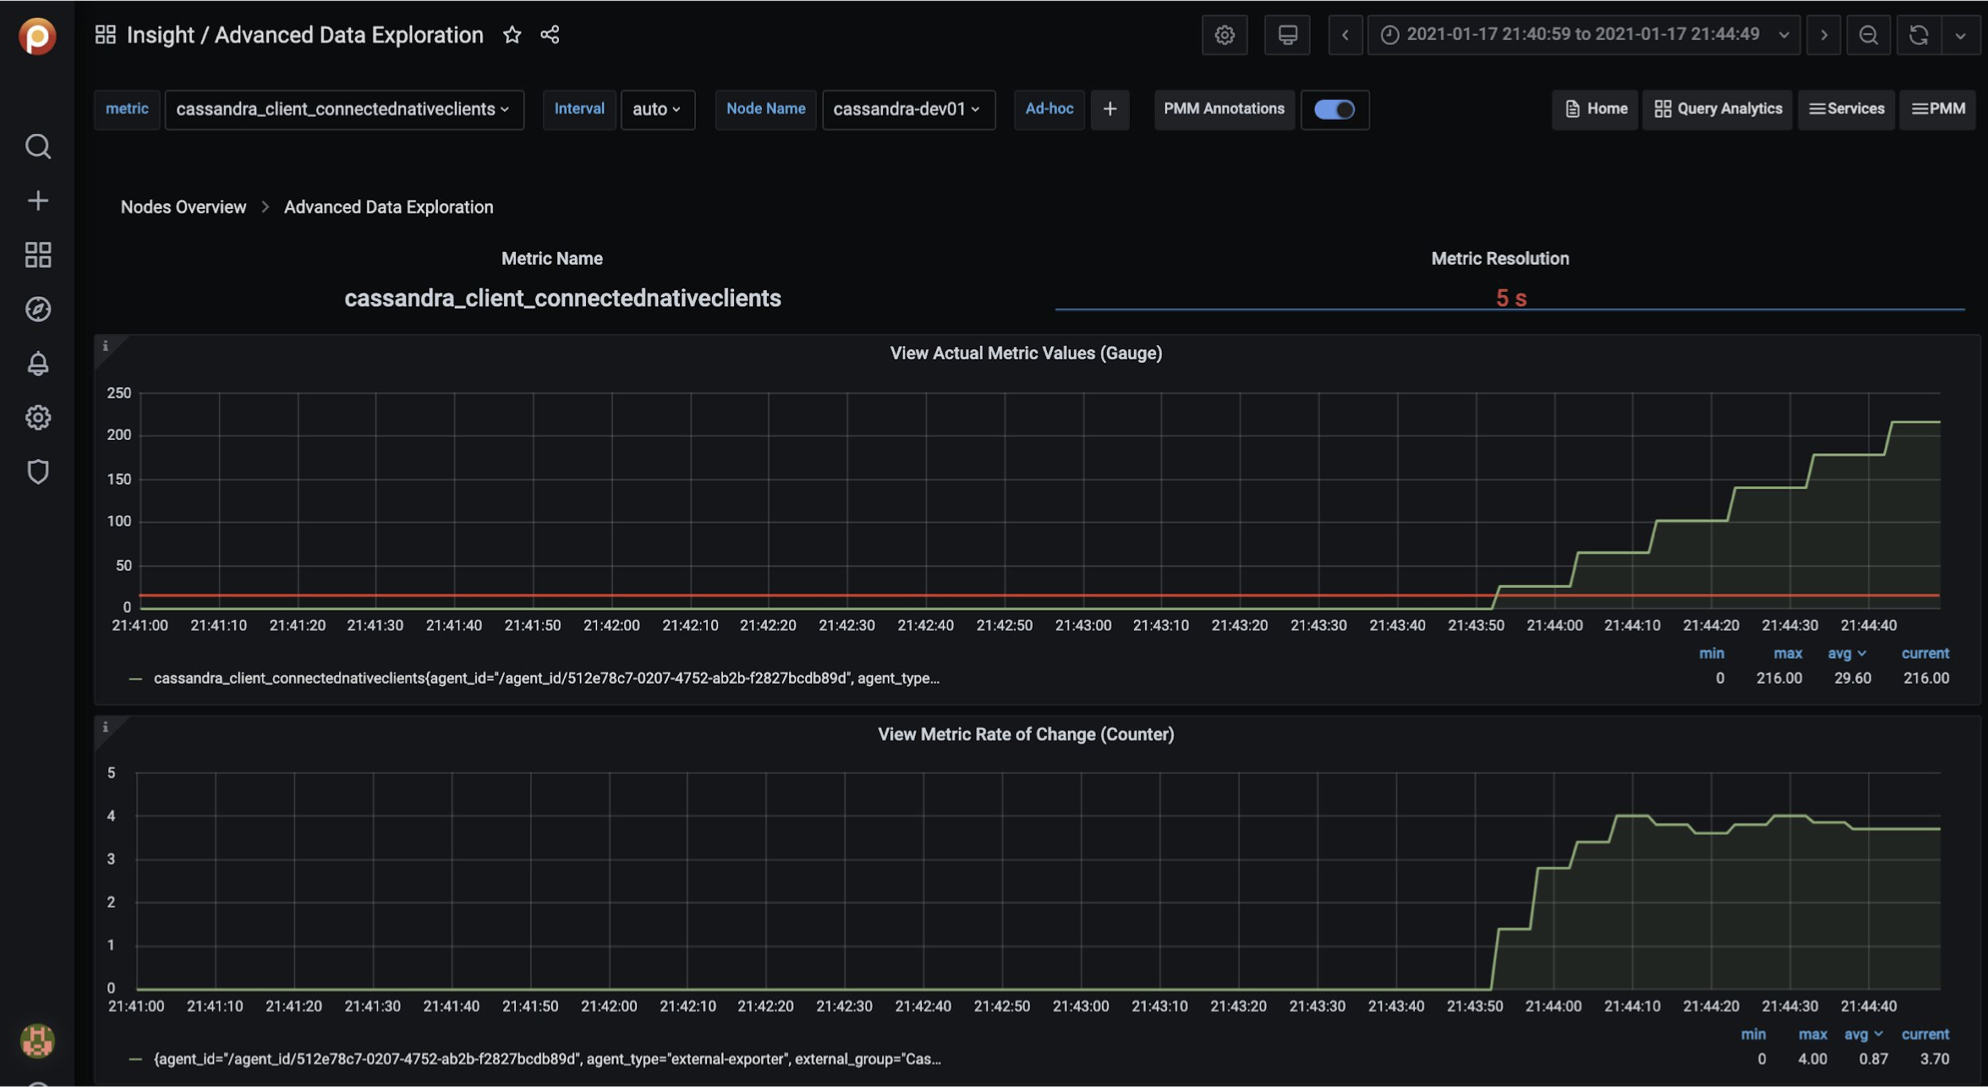 Insight / Advanced Data Exploration
2021-01-17 21:40:59 to 2021-01-17 21:44:49
metric cassandra_client_connectednativeclients Interval auto Node Name cassandra-dev01 Ad-hoc + PMM Annotations Home Query Analytics Services PMM
Nodes Overview > Advanced Data Exploration
Metric Name
cassandra_client_connectednativeclients
Metric Resolution
5 s
View Actual Metric Values (Gauge)
250
200
150
100
50
0
21:41:00 21:41:10 21:41:20 21:41:30 21:41:40 21:41:50 21:42:00 21:42:10 21:42:20 21:42:30 21:42:40 21:42:50 21:43:00 21:43:10 21:43:20 21:43:30 21:43:40 21:43:50 21:44:00 21:44:10 21:44:20 21:44:30 21:44:40
min max avg current
cassandra_client_connectednativeclients{agent_id="/agent_id/512e78c7-0207-4752-ab2b-f2827bcdb89d", agent_type... 0 216.00 29.60 216.00
View Metric Rate of Change (Counter)
5
4
3
2
1
0
21:41:00 21:41:10 21:41:20 21:41:30 21:41:40 21:41:50 21:42:00 21:42:10 21:42:20 21:42:30 21:42:40 21:42:50 21:43:00 21:43:10 21:43:20 21:43:30 21:43:40 21:43:50 21:44:00 21:44:10 21:44:20 21:44:30 21:44:40
min max avg current
{agent_id="/agent_id/512e78c7-0207-4752-ab2b-f2827bcdb89d", agent_type="external-exporter", external_group="Cas... 0 4.00 0.87 3.70